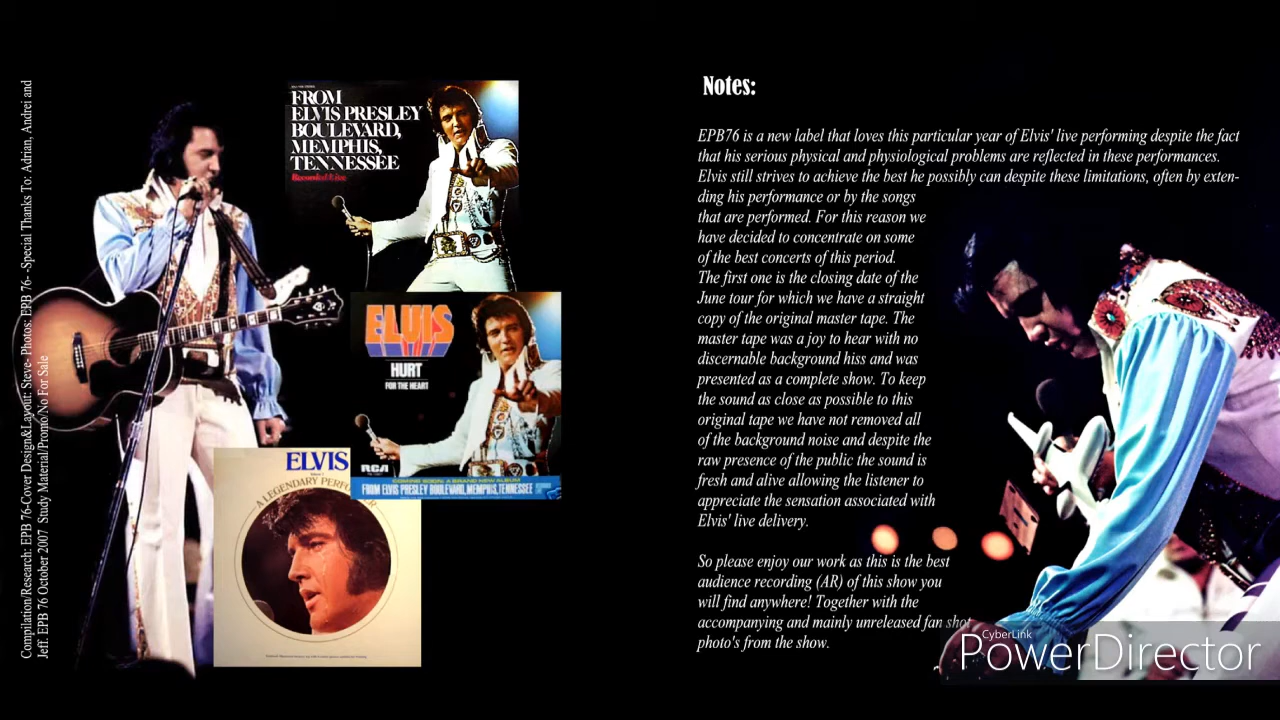 Compilation/Research: EPB 76-Cover Design&Layout: Steve- Photos: EPB 76- -Special Thanks To: Adrian, Andrei and
Jeff. EPB 76 October 2007 Study Material/Promo/No For Sale
FROM
ELVIS PRESLEY
BOULEVARD,
MEMPHIS,
TENNESSEE
Recorded Live
ELVIS
HURT
FOR THE HEART
RCA
COMING SOON: A BRAND NEW ALBUM
FROM ELVIS PRESLEY BOULEVARD, MEMPHIS, TENNESSEE
ELVIS
A LEGENDARY
Notes:
EPB76 is a new label that loves this particular year of Elvis' live performing despite the fact
that his serious physical and physiological problems are reflected in these performances.
Elvis still strives to achieve the best he possibly can despite these limitations, often by exten-
ding his performance or by the songs
that are performed. For this reason we
have decided to concentrate on some
of the best concerts of this period.
The first one is the closing date of the
June tour for which we have a straight
copy of the original master tape. The
master tape was a joy to hear with no
discernable background hiss and was
presented as a complete show. To keep
the sound as close as possible to this
original tape we have not removed all
of the background noise and despite the
raw presence of the public the sound is
fresh and alive allowing the listener to
appreciate the sensation associated with
Elvis' live delivery.
So please enjoy our work as this is the best
audience recording (AR) of this show you
will find anywhere! Together with the
accompanying and mainly unreleased fan shot
photo's from the show.
CyberLink
PowerDirector